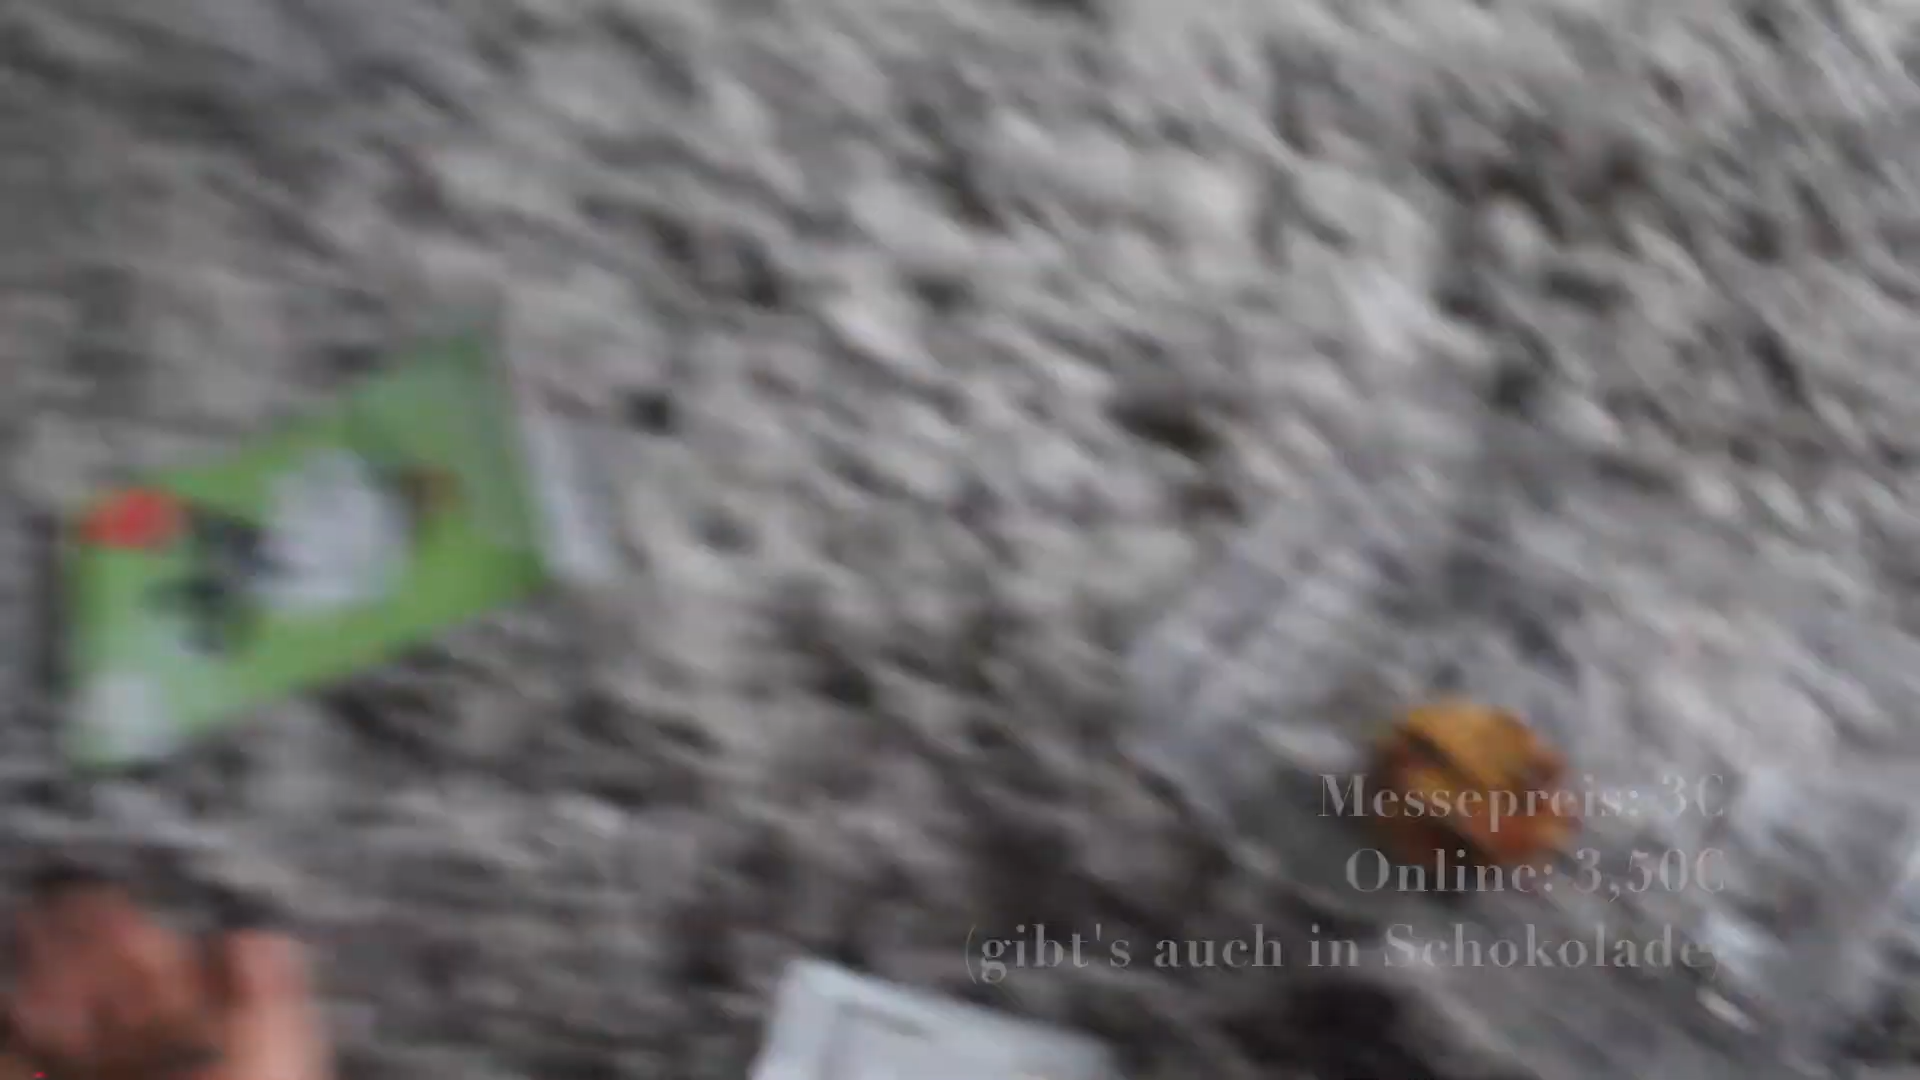 Messepreis: 3€
Online: 3,50€
(gibt's auch in Schokolade)